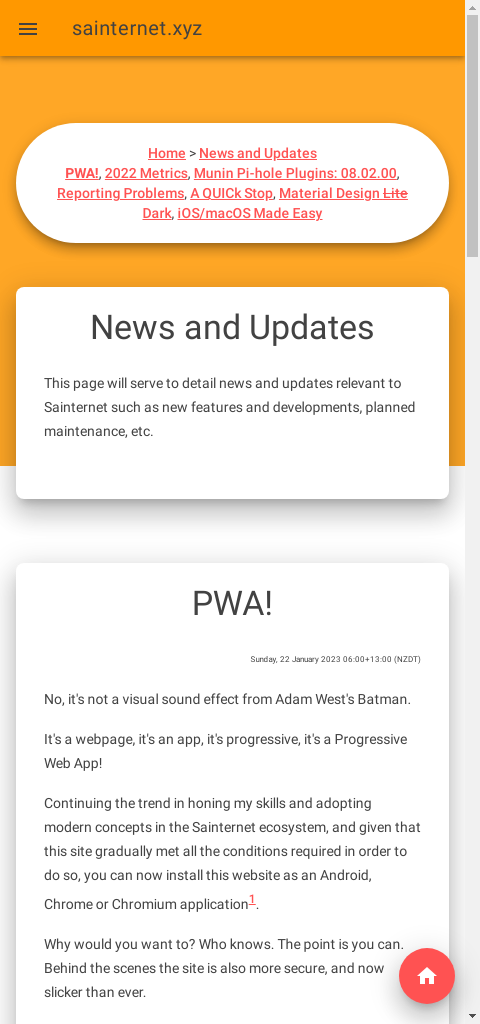 sainternet.xyz
Home > News and Updates
PWA!, 2022 Metrics, Munin Pi-hole Plugins: 08.02.00,
Reporting Problems, A QUICk Stop, Material Design Lite
Dark, iOS/macOS Made Easy
News and Updates
This page will serve to detail news and updates relevant to
Sainternet such as new features and developments, planned
maintenance, etc.
PWA!
Sunday, 22 January 2023 06:00+13:00 (NZDT)
No, it's not a visual sound effect from Adam West's Batman.
It's a webpage, it's an app, it's progressive, it's a Progressive
Web App!
Continuing the trend in honing my skills and adopting
modern concepts in the Sainternet ecosystem, and given that
this site gradually met all the conditions required in order to
do so, you can now install this website as an Android,
Chrome or Chromium application1.
Why would you want to? Who knows. The point is you can.
Behind the scenes the site is also more secure, and now
slicker than ever.